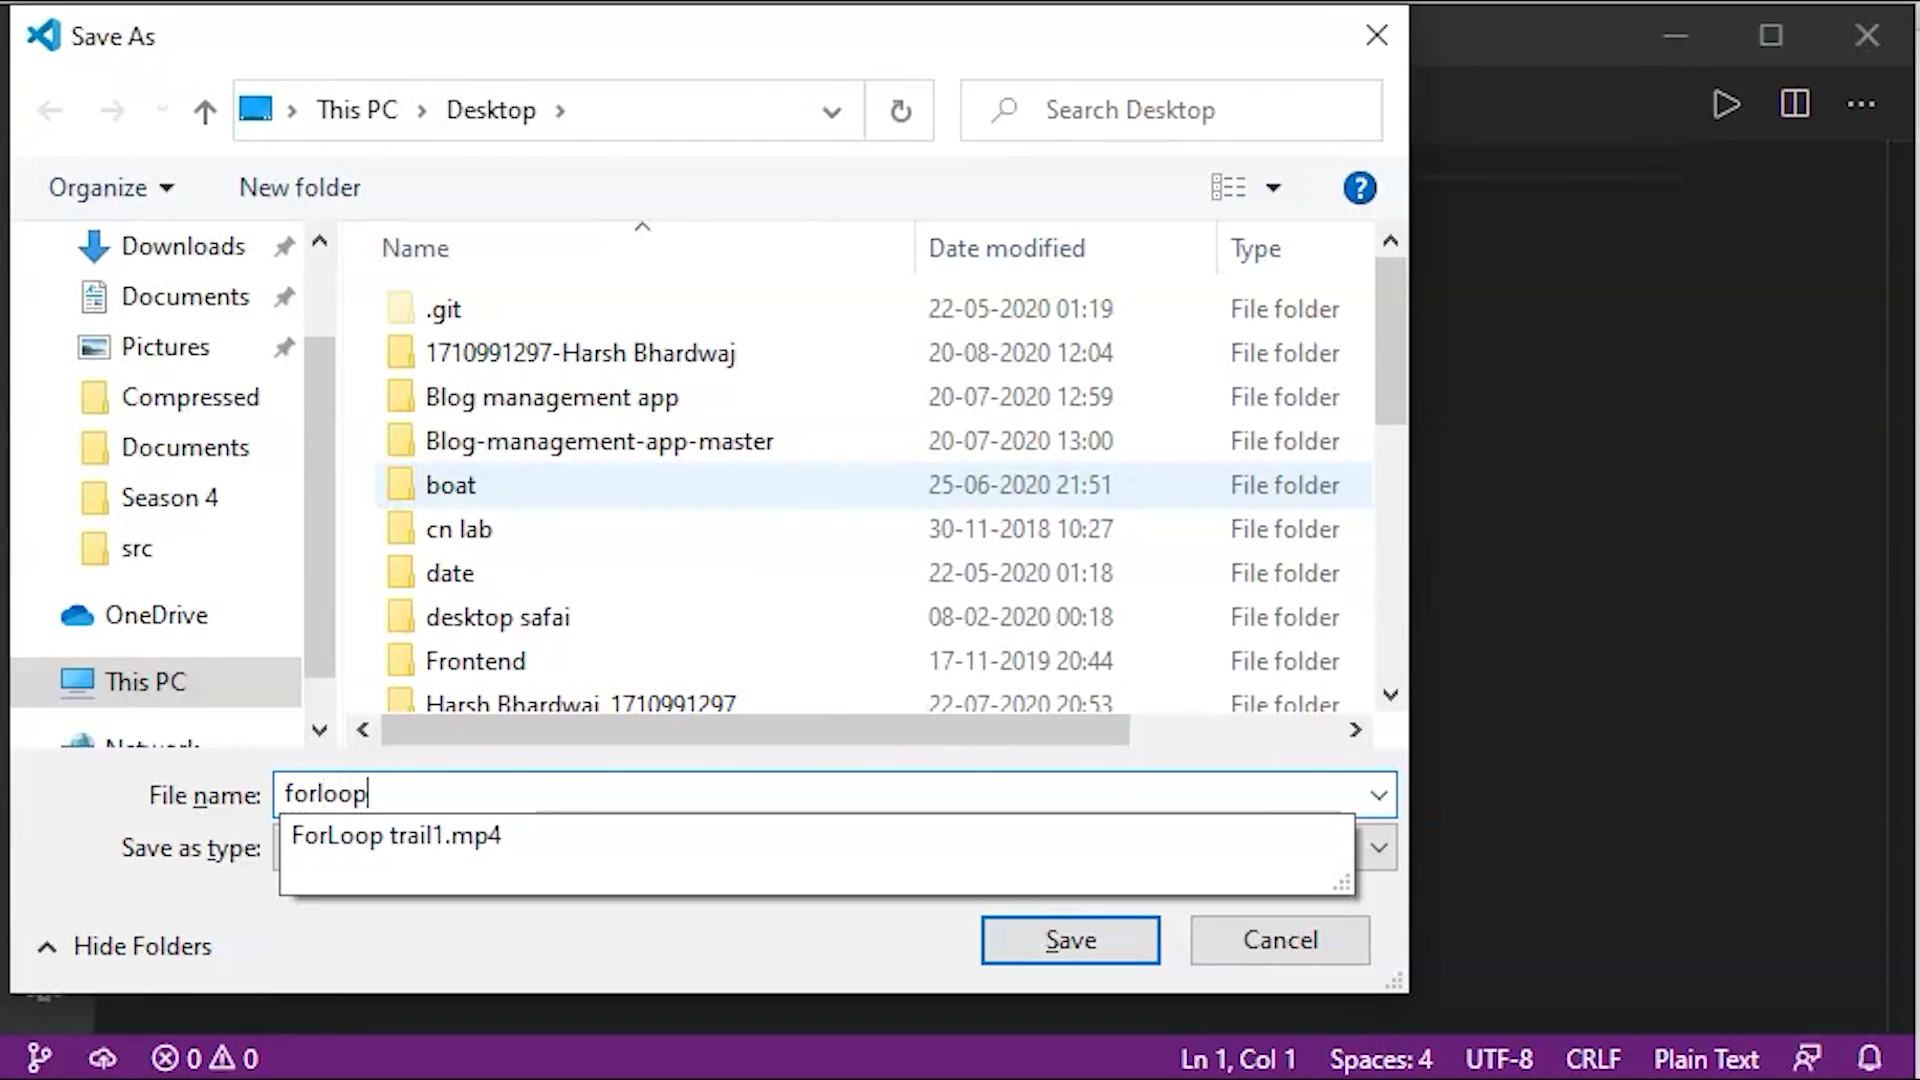 Save As
This PC
Desktop
Search Desktop
Organize
New folder
Name
Date modified
Type
Downloads
Documents
Pictures
Compressed
Documents
Season 4
src
OneDrive
This PC
Network
.git 22-05-2020 01:19 File folder
1710991297-Harsh Bhardwaj 20-08-2020 12:04 File folder
Blog management app 20-07-2020 12:59 File folder
Blog-management-app-master 20-07-2020 13:00 File folder
boat 25-06-2020 21:51 File folder
cn lab 30-11-2018 10:27 File folder
date 22-05-2020 01:18 File folder
desktop safai 08-02-2020 00:18 File folder
Frontend 17-11-2019 20:44 File folder
Harsh Bhardwaj_1710991297 22-07-2020 20:53 File folder
File name: forloop
ForLoop trail1.mp4
Save as type:
Hide Folders
Save
Cancel
0 0
Ln 1, Col 1 Spaces: 4 UTF-8 CRLF Plain Text